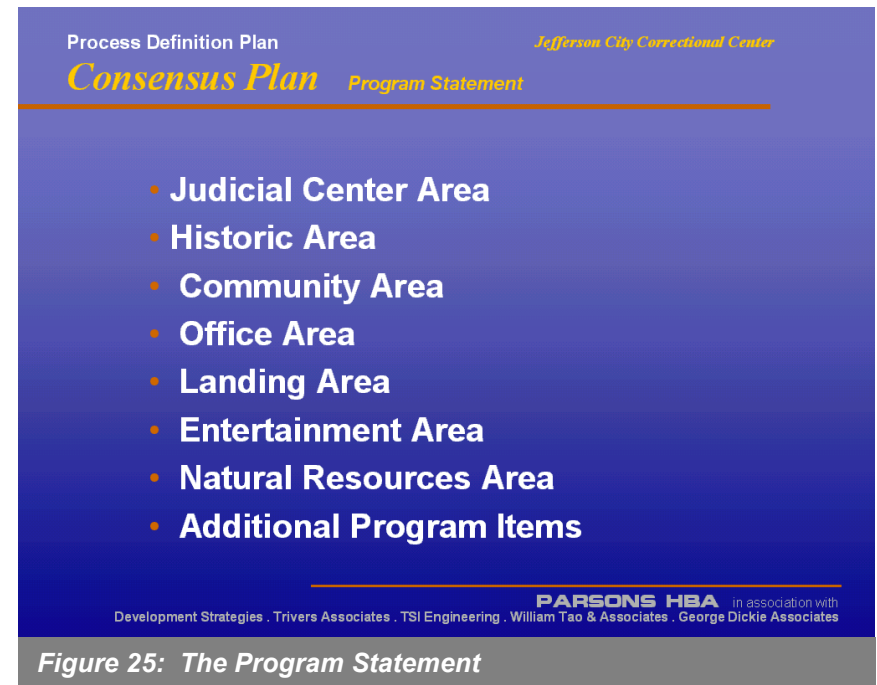 Process Definition Plan
Jefferson City Correctional Center
Consensus Plan Program Statement
• Judicial Center Area
• Historic Area
• Community Area
• Office Area
• Landing Area
• Entertainment Area
• Natural Resources Area
• Additional Program Items
PARSONS HBA in association with
Development Strategies . Trivers Associates . TSI Engineering . William Tao & Associates . George Dickie Associates
Figure 25: The Program Statement